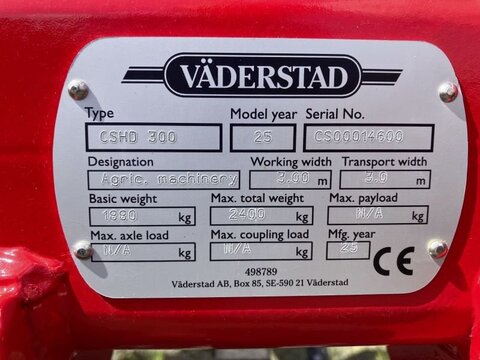 VÄDERSTAD
Type Model year Serial No.
CSHD 300 25 CS00014600
Designation Working width Transport width
Agric. machinery 3.00 m 3.0 m
Basic weight Max. total weight Max. payload
1990 kg 2400 kg N/A kg
Max. axle load Max. coupling load Mfg. year
N/A kg N/A kg 25
CE
498789
Väderstad AB, Box 85, SE-590 21 Väderstad